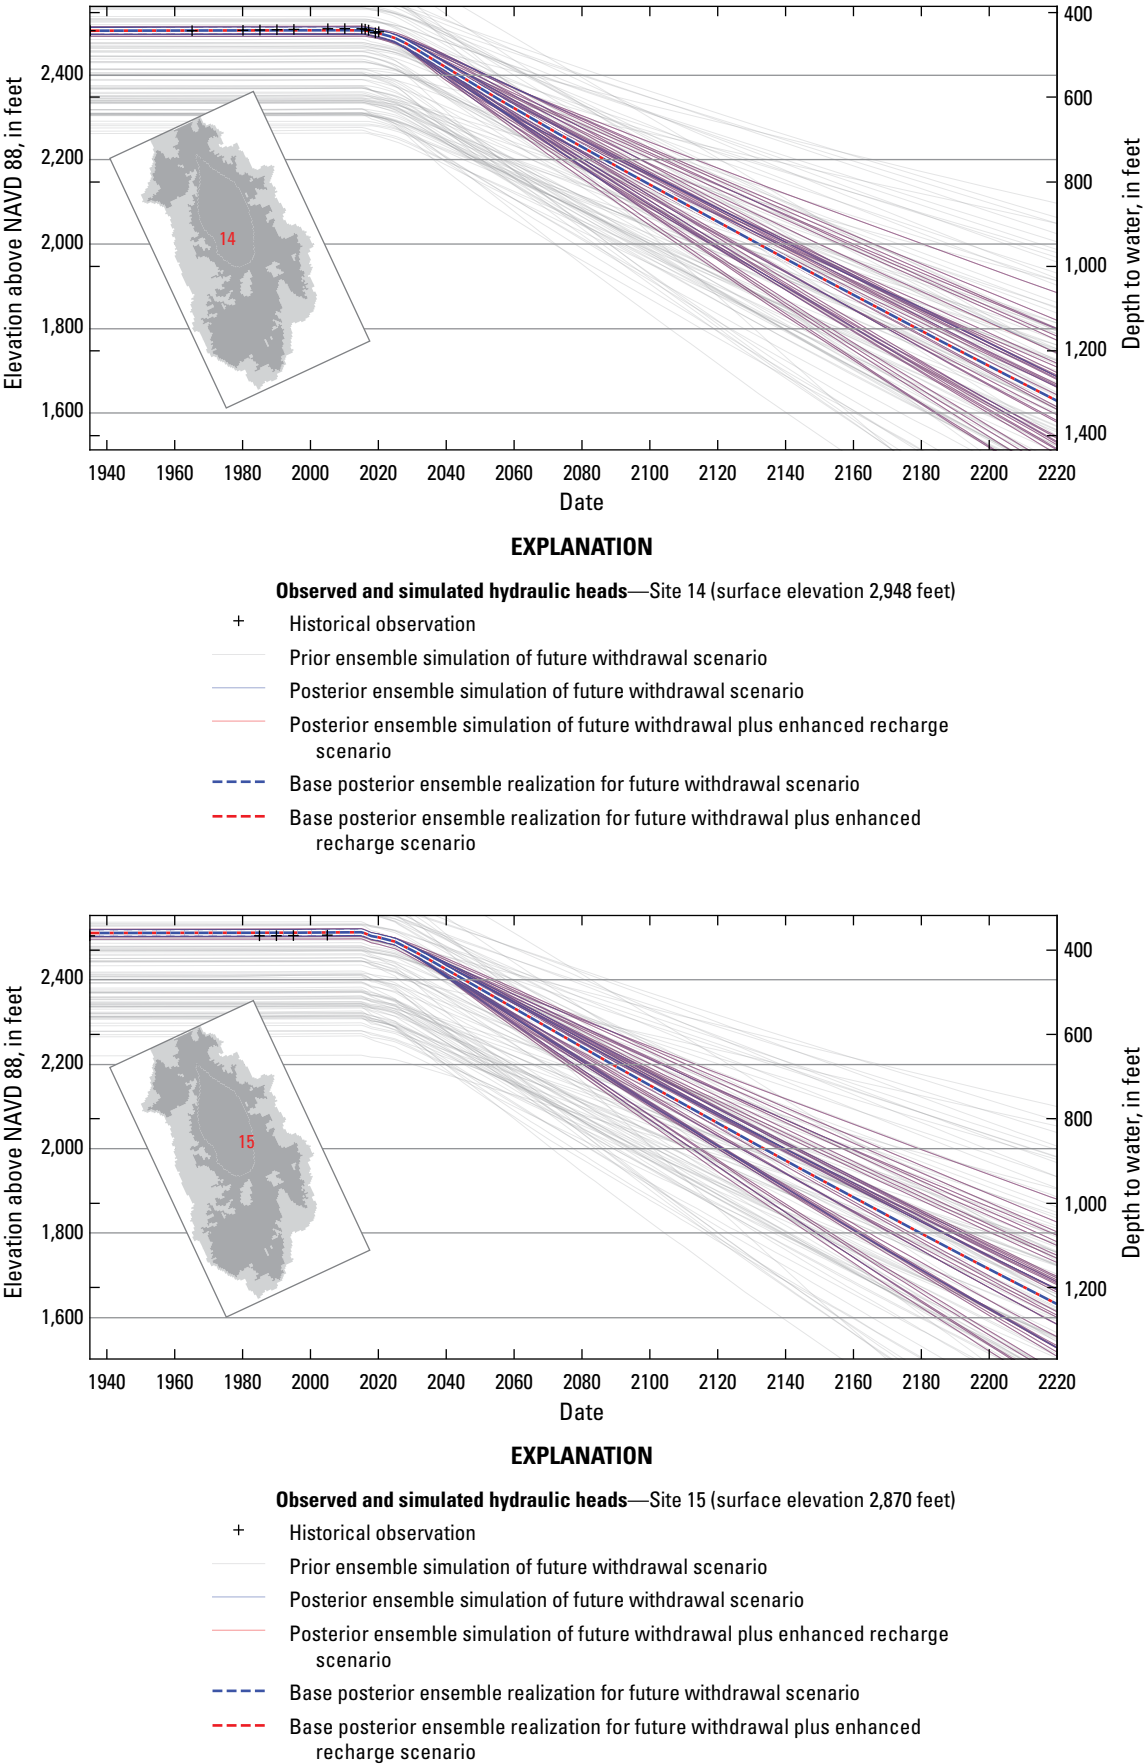 Elevation above NAVD 88, in feet
2,400
2,200
2,000
1,800
1,600
400
600
800
1,000
1,200
1,400
Depth to water, in feet
14
1940 1960 1980 2000 2020 2040 2060 2080 2100 2120 2140 2160 2180 2200 2220
Date
EXPLANATION
Observed and simulated hydraulic heads—Site 14 (surface elevation 2,948 feet)
Historical observation
Prior ensemble simulation of future withdrawal scenario
Posterior ensemble simulation of future withdrawal scenario
Posterior ensemble simulation of future withdrawal plus enhanced recharge
scenario
Base posterior ensemble realization for future withdrawal scenario
Base posterior ensemble realization for future withdrawal plus enhanced
recharge scenario
Elevation above NAVD 88, in feet
2,400
2,200
2,000
1,800
1,600
400
600
800
1,000
1,200
Depth to water, in feet
15
1940 1960 1980 2000 2020 2040 2060 2080 2100 2120 2140 2160 2180 2200 2220
Date
EXPLANATION
Observed and simulated hydraulic heads—Site 15 (surface elevation 2,870 feet)
Historical observation
Prior ensemble simulation of future withdrawal scenario
Posterior ensemble simulation of future withdrawal scenario
Posterior ensemble simulation of future withdrawal plus enhanced recharge
scenario
Base posterior ensemble realization for future withdrawal scenario
Base posterior ensemble realization for future withdrawal plus enhanced
recharge scenario